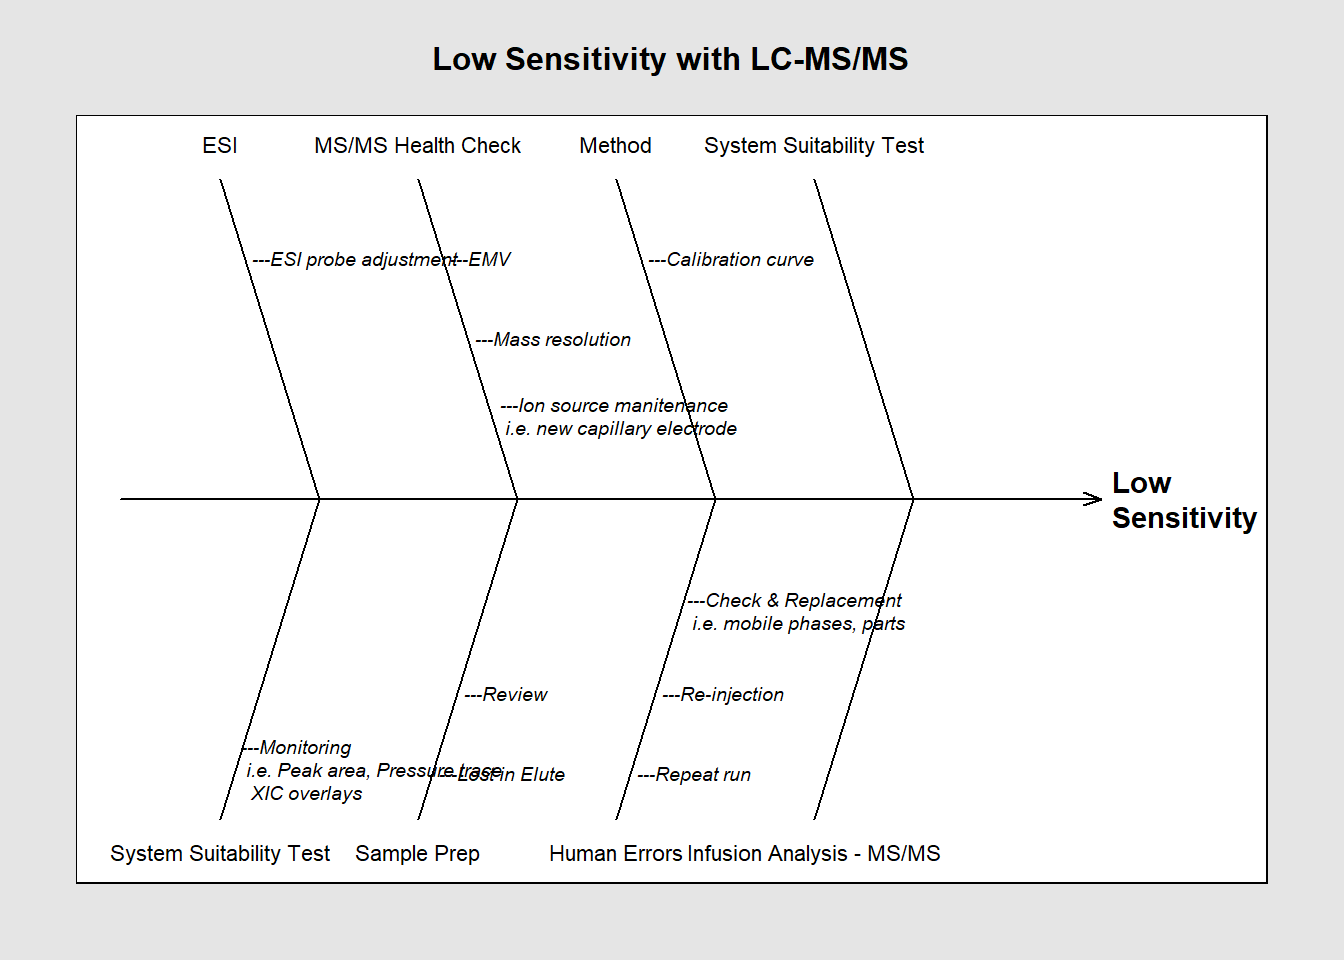 Low Sensitivity with LC-MS/MS
ESI
MS/MS Health Check
Method
System Suitability Test
---ESI probe adjustment
---EMV
---Calibration curve
---Mass resolution
---Ion source manitenance
i.e. new capillary electrode
Low
Sensitivity
---Check & Replacement
i.e. mobile phases, parts
---Review
---Re-injection
---Monitoring
i.e. Peak area, Pressure trace
XIC overlays
---Lost in Elute
---Repeat run
System Suitability Test
Sample Prep
Human Errors
Infusion Analysis - MS/MS